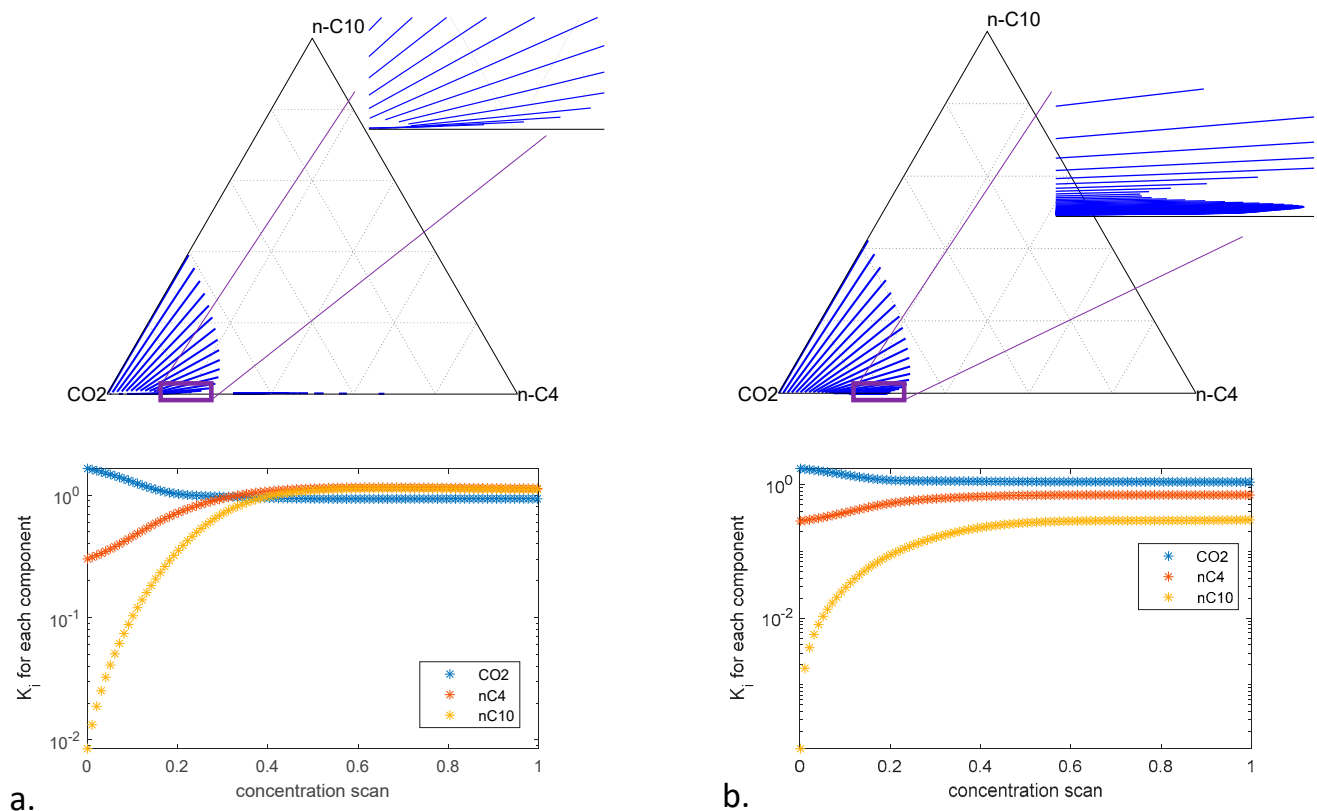 n-C10
CO2
n-C4
10^0
10^-1
10^-2
K_i for each component
CO2
nC4
nC10
0
0.2
0.4
0.6
0.8
1
concentration scan
a.
n-C10
CO2
n-C4
10^0
10^-2
K_i for each component
CO2
nC4
nC10
0
0.2
0.4
0.6
0.8
1
concentration scan
b.